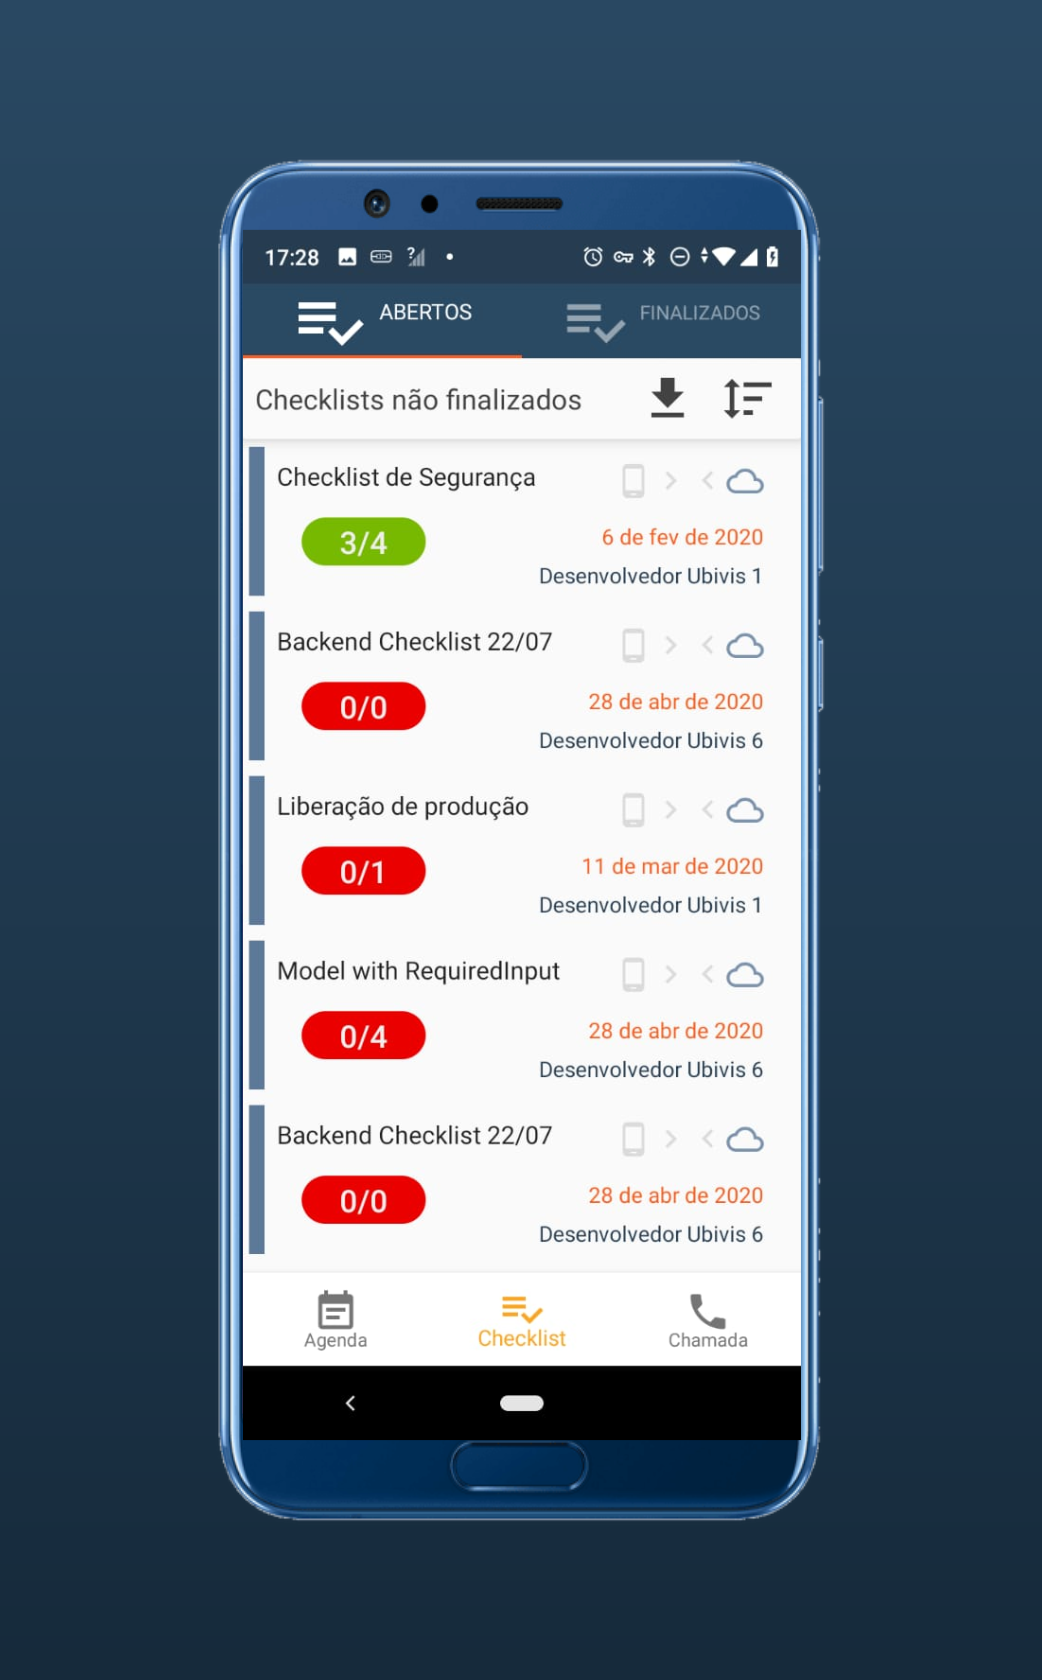 17:28
ABERTOS
FINALIZADOS
Checklists não finalizados
Checklist de Segurança
3/4
6 de fev de 2020
Desenvolvedor Ubivis 1
Backend Checklist 22/07
0/0
28 de abr de 2020
Desenvolvedor Ubivis 6
Liberação de produção
0/1
11 de mar de 2020
Desenvolvedor Ubivis 1
Model with RequiredInput
0/4
28 de abr de 2020
Desenvolvedor Ubivis 6
Backend Checklist 22/07
0/0
28 de abr de 2020
Desenvolvedor Ubivis 6
Agenda
Checklist
Chamada